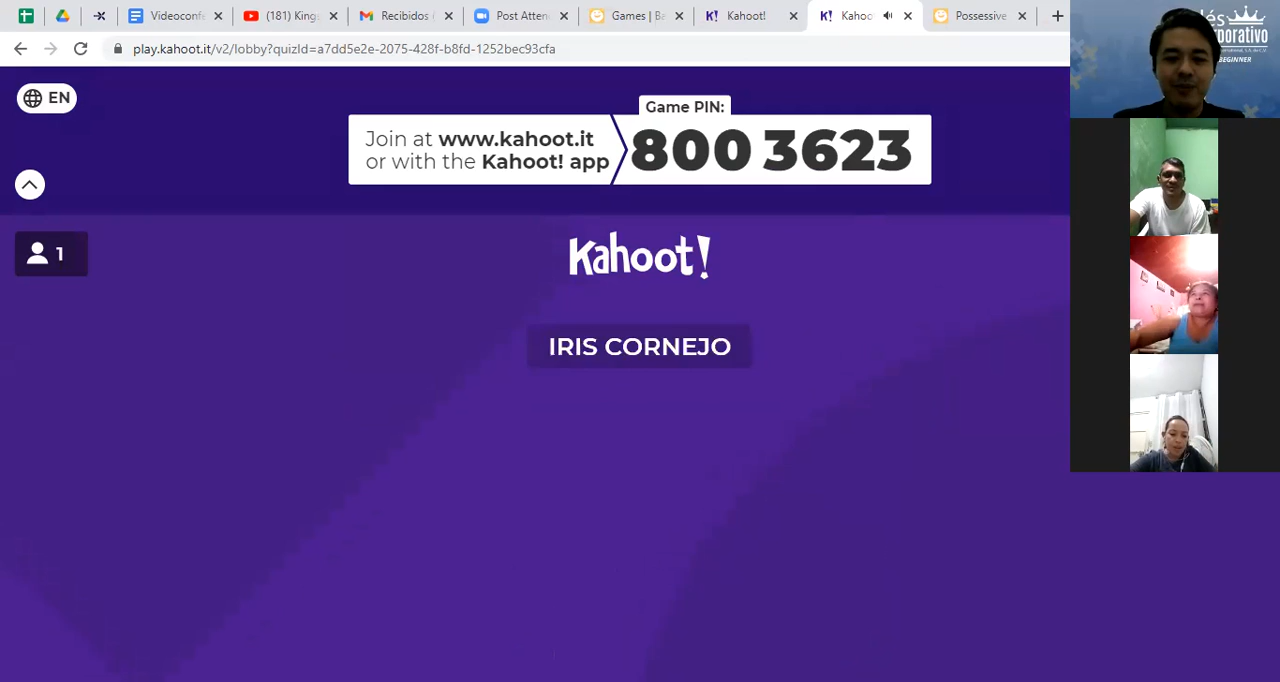 Videoconf
(181) King
Recibidos
Post Atten
Games | Ba
Kahoot!
Kahoo
Possessive
play.kahoot.it/v2/lobby?quizId=a7dd5e2e-2075-428f-b8fd-1252bec93cfa
EN
Game PIN:
Join at www.kahoot.it
or with the Kahoot! app
800 3623
1
Kahoot!
IRIS CORNEJO
BEGINNER